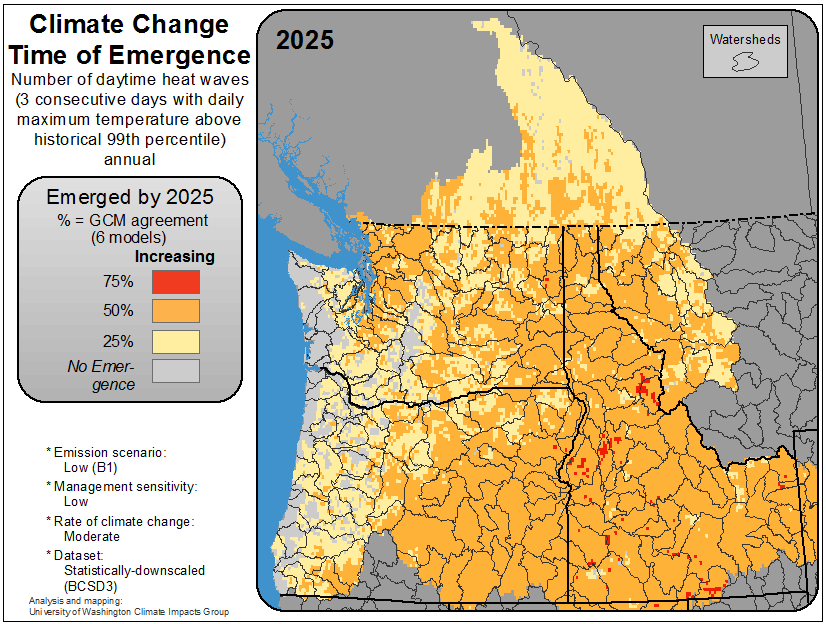 Climate Change
Time of Emergence
Number of daytime heat waves
(3 consecutive days with daily
maximum temperature above
historical 99th percentile)
annual
Emerged by 2025
% = GCM agreement
(6 models)
Increasing
75%
50%
25%
No Emer-
gence
* Emission scenario:
Low (B1)
* Management sensitivity:
Low
* Rate of climate change:
Moderate
* Dataset:
Statistically-downscaled
(BCSD3)
Analysis and mapping:
University of Washington Climate Impacts Group
2025
Watersheds